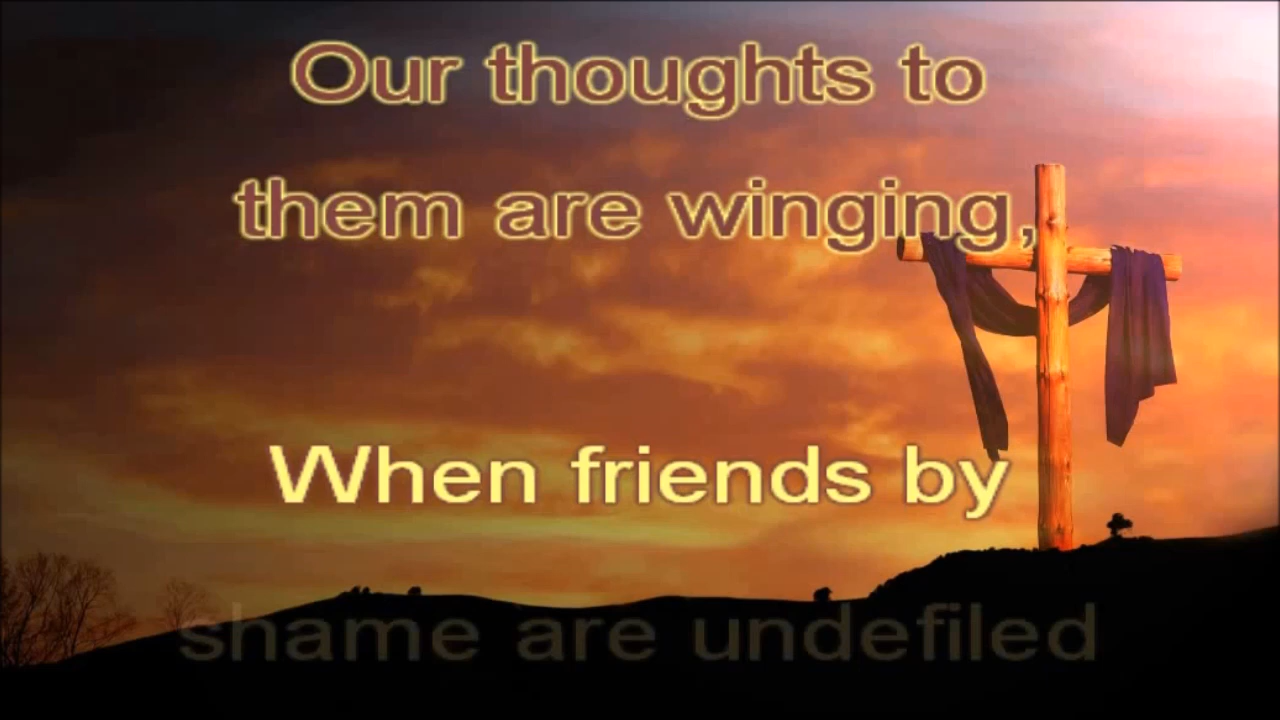 Our thoughts to
them are winging,
When friends by
shame are undefiled